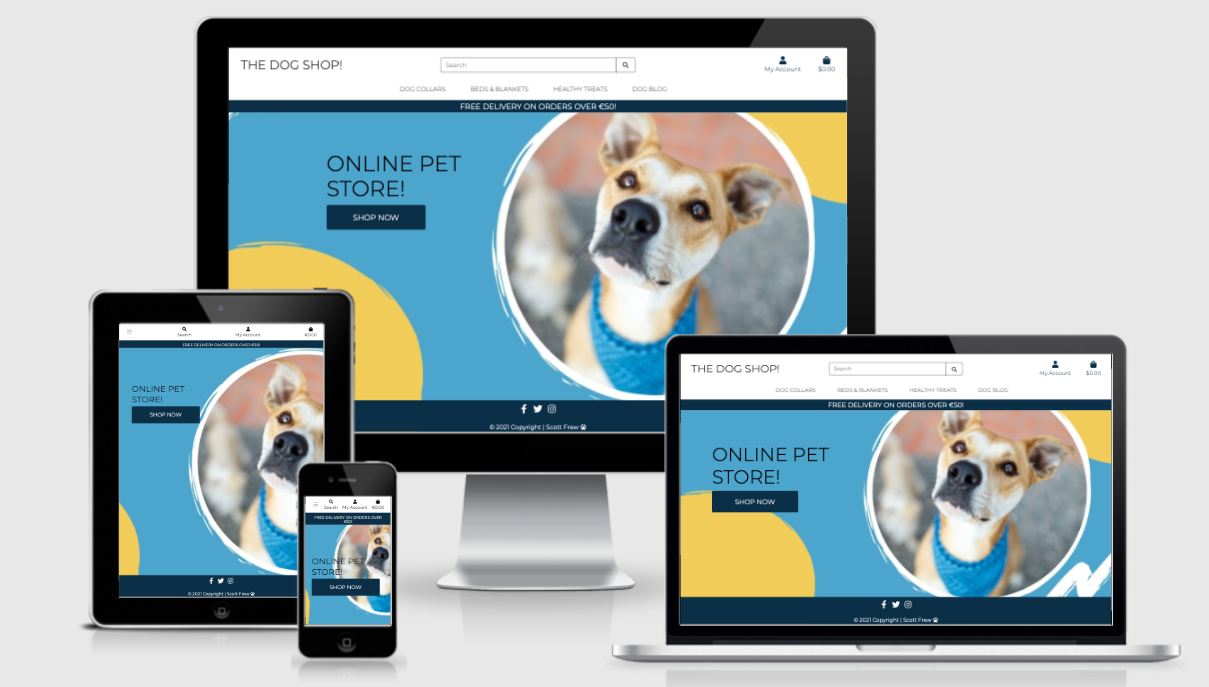 THE DOG SHOP!
Search
My Account
$0.00
DOG COLLARS BEDS & BLANKETS HEALTHY TREATS DOG BLOG
FREE DELIVERY ON ORDERS OVER €50!
ONLINE PET
STORE!
SHOP NOW
© 2021 Copyright | Scott Frew
Search
My Account
€0.00
FREE DELIVERY ON ORDERS OVER €50!
ONLINE PET
STORE!
SHOP NOW
© 2021 Copyright | Scott Frew
Search My Account €0.00
FREE DELIVERY ON ORDERS OVER
€50!
ONLINE PET
STORE!
SHOP NOW
THE DOG SHOP!
Search
My Account
$0.00
DOG COLLARS BEDS & BLANKETS HEALTHY TREATS DOG BLOG
FREE DELIVERY ON ORDERS OVER €50!
ONLINE PET
STORE!
SHOP NOW
© 2021 Copyright | Scott Frew